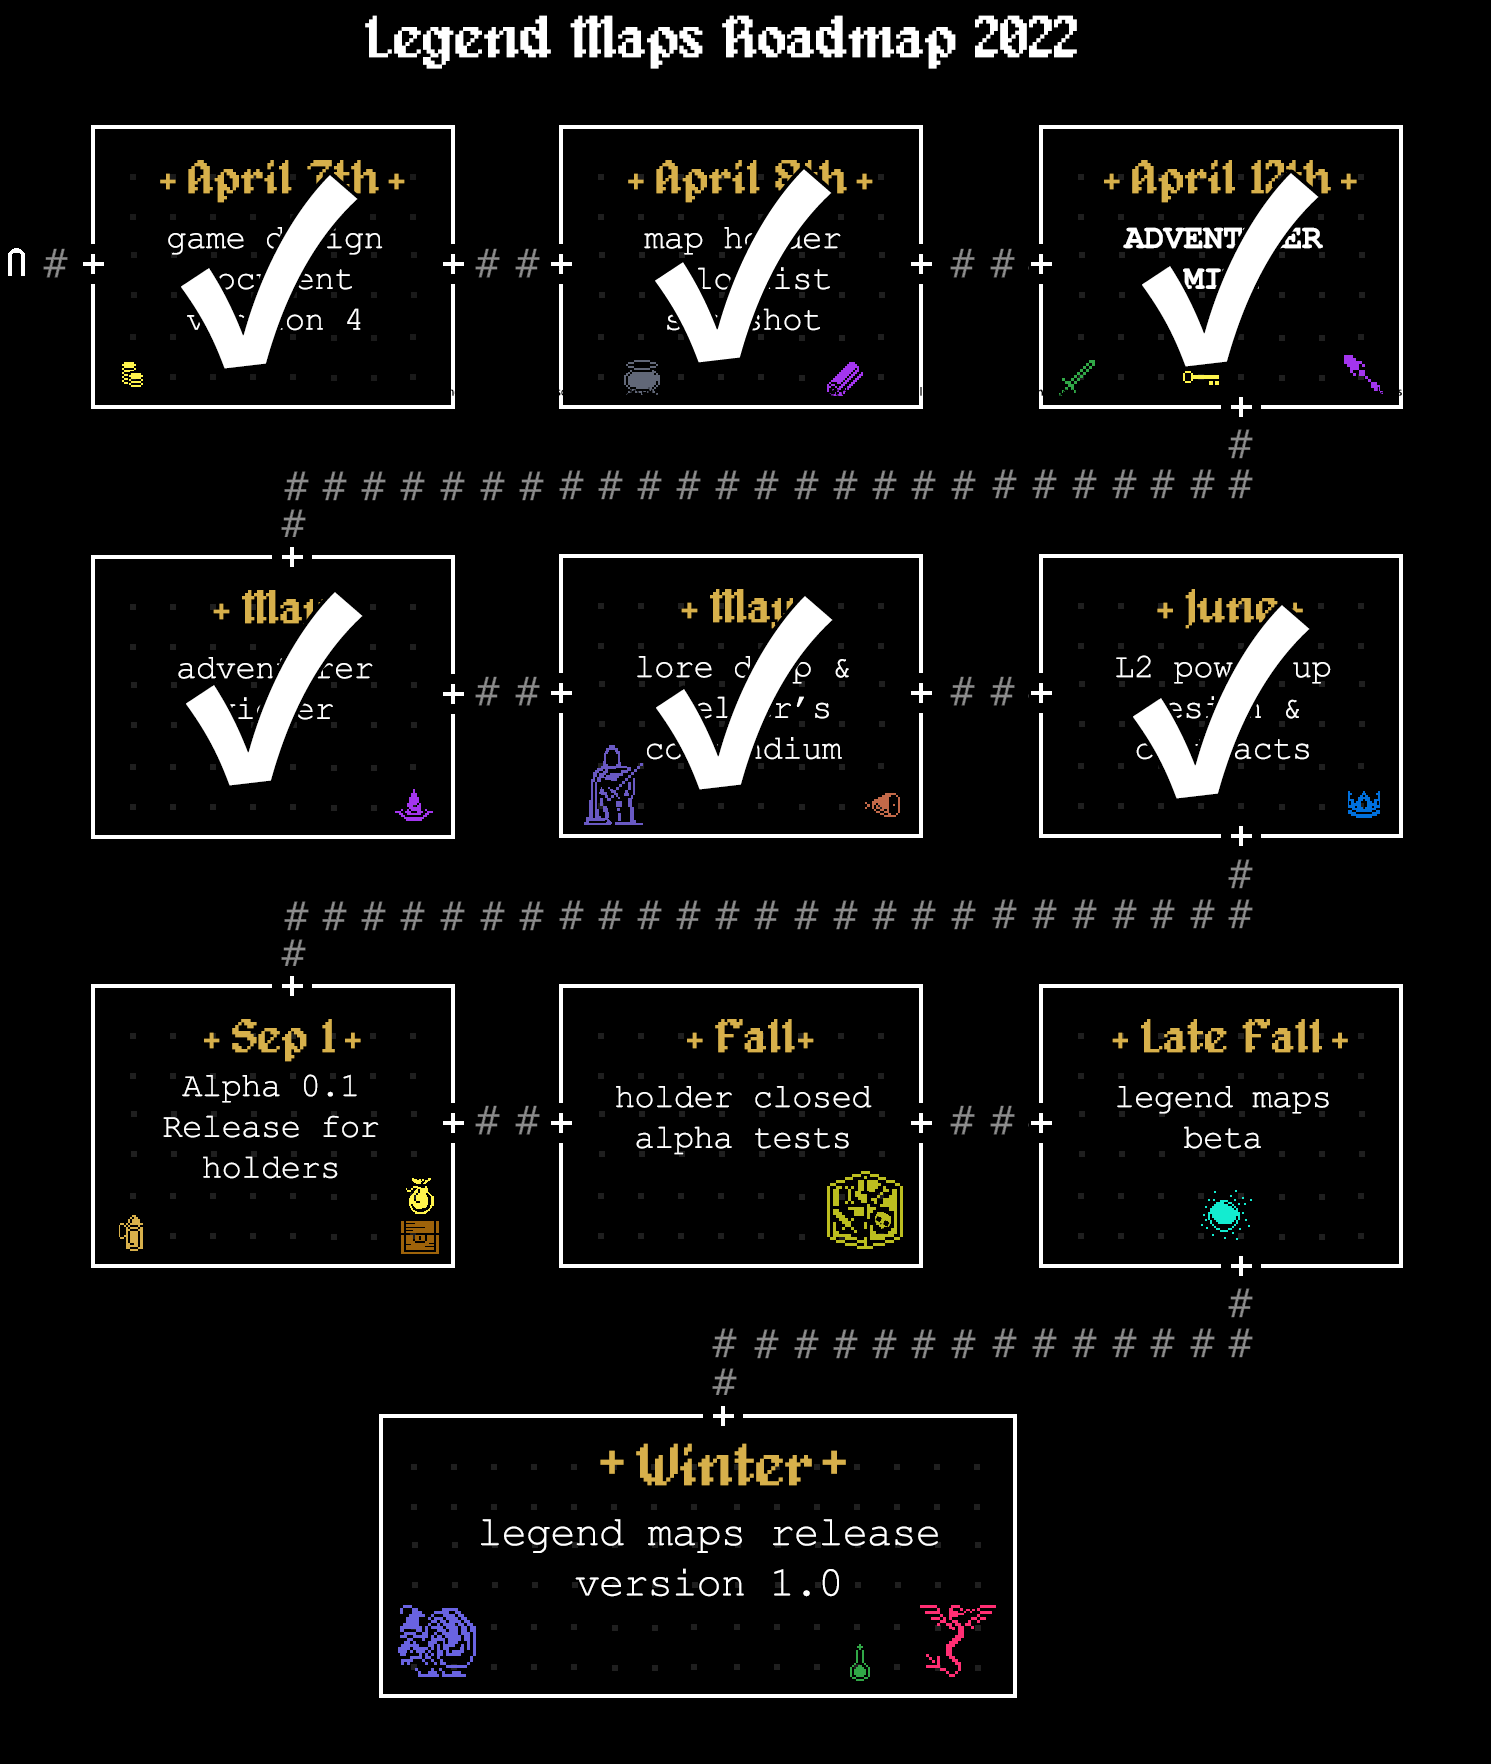 Legend Maps Roadmap 2022
+ April 7th +
game design
document
version 4
+ April 8th +
map holder
allowlist
snapshot
+ April 12th +
ADVENTURER
MINT
+ May
adventurer
viewer
+ May
lore drop &
compendium
+ June +
L2 power up
design &
contracts
+ Sep 1 +
Alpha 0.1
Release for
holders
+ Fall +
holder closed
alpha tests
+ Late Fall +
legend maps
beta
+ Winter +
legend maps release
version 1.0